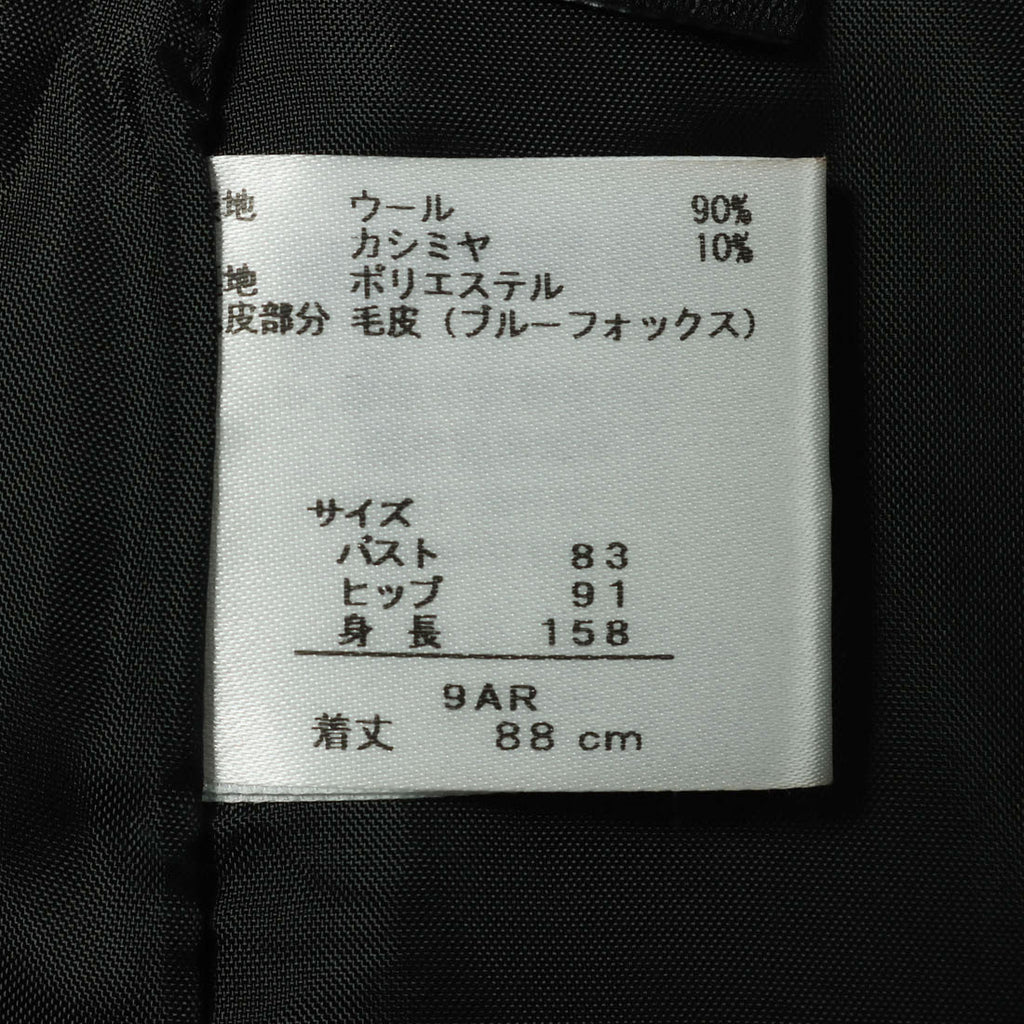 地 ウール 90%
カシミヤ 10%
地 ポリエステル
皮部分 毛皮(ブルーフォックス)
サイズ
バスト 83
ヒップ 91
身長 158
9AR
着丈 88 cm